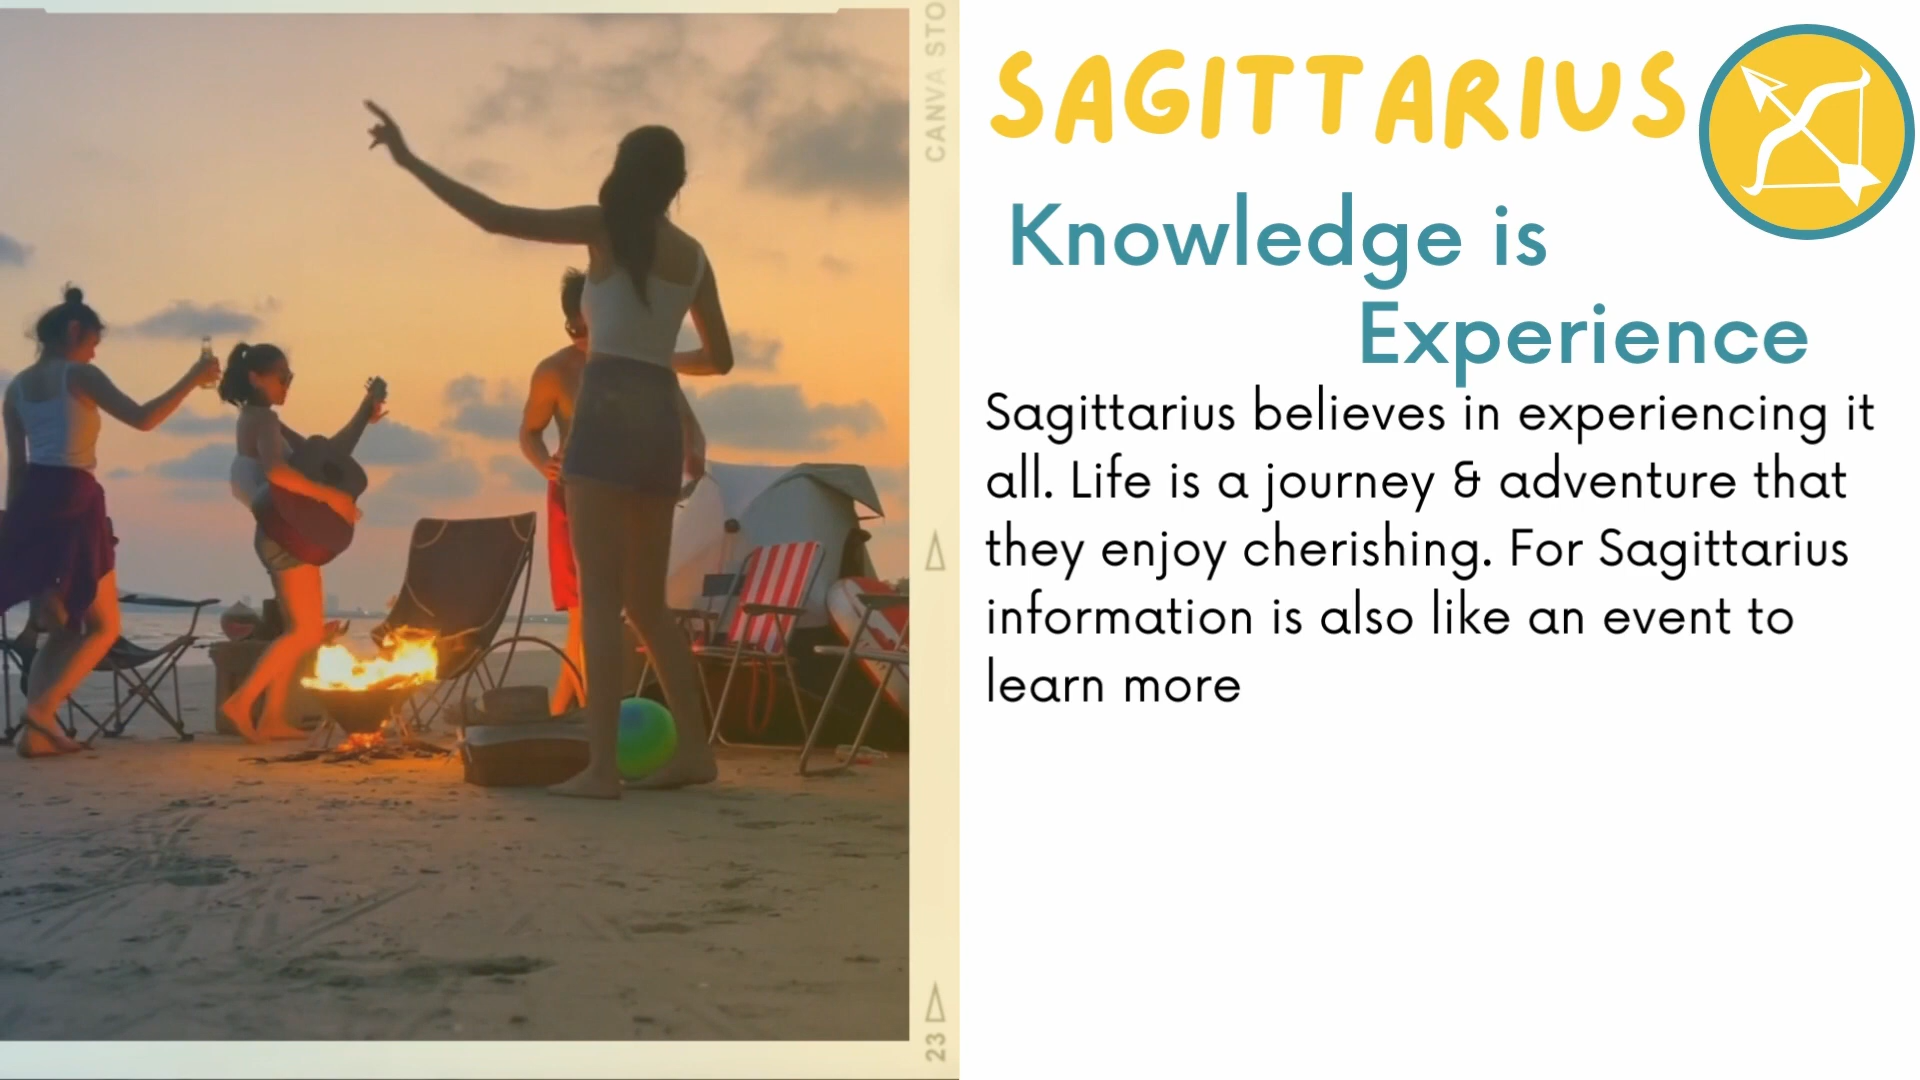 CANVA STO
23
SAGITTARIUS
Knowledge is
Experience
Sagittarius believes in experiencing it
all. Life is a journey & adventure that
they enjoy cherishing. For Sagittarius
information is also like an event to
learn more